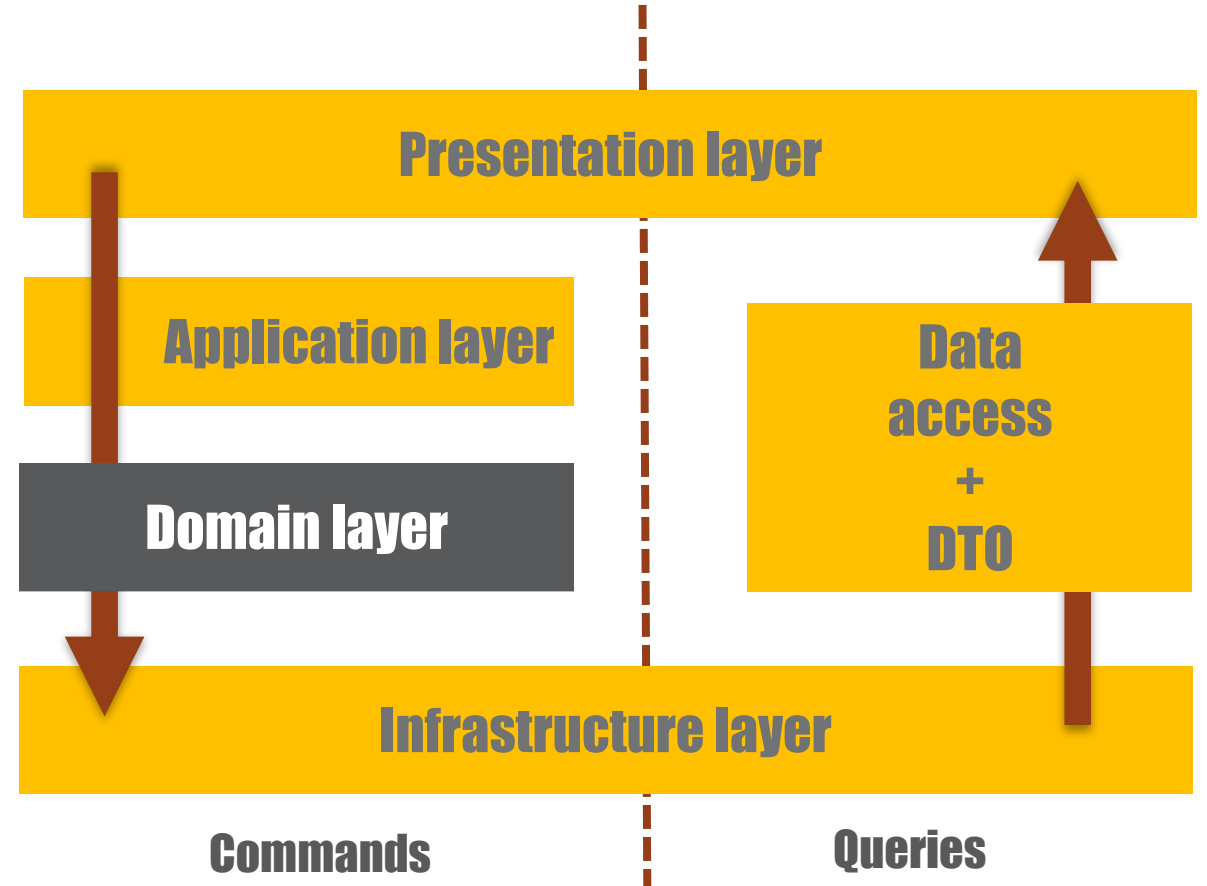 Presentation layer
Application layer
Domain layer
Data
access
+
DTO
Infrastructure layer
Commands
Queries